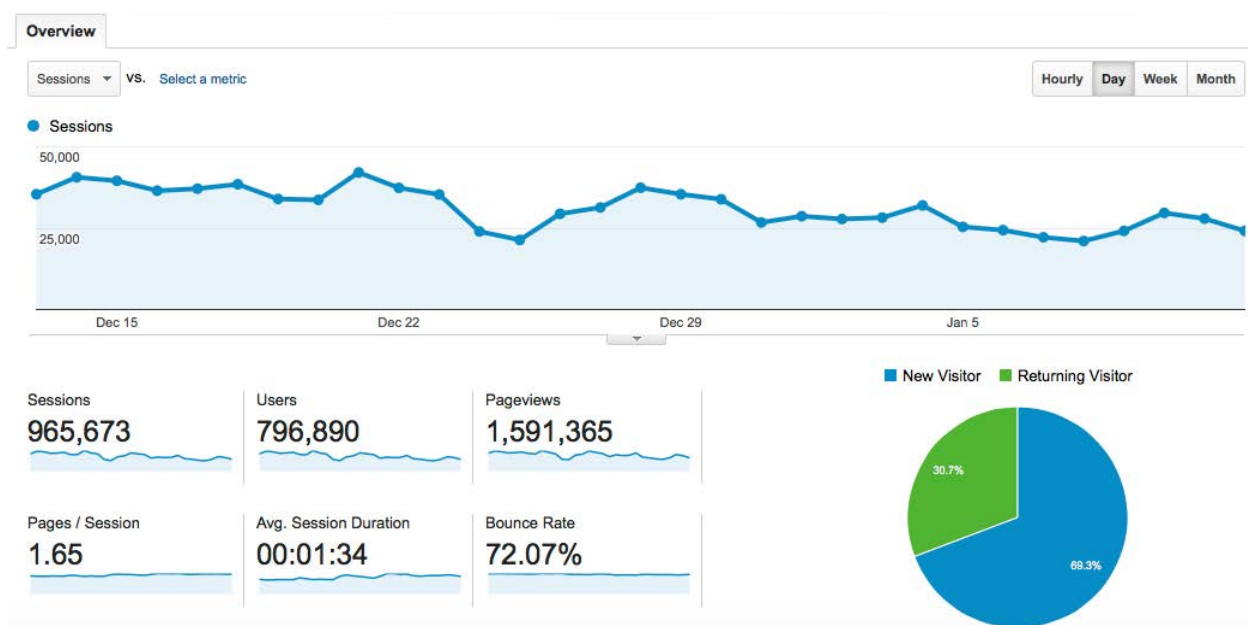 Overview
Sessions vs. Select a metric Hourly Day Week Month
Sessions
50,000
25,000
Dec 15 Dec 22 Dec 29 Jan 5
New Visitor Returning Visitor
Sessions Users Pageviews
965,673 796,890 1,591,365
30.7%
Pages / Session Avg. Session Duration Bounce Rate
1.65 00:01:34 72.07%
69.3%